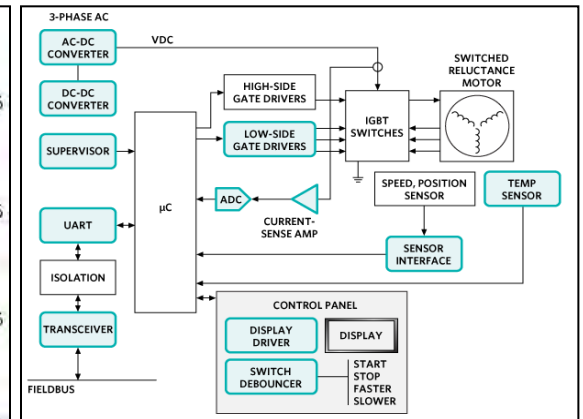 3-PHASE AC
AC-DC
CONVERTER
VDC
DC-DC
CONVERTER
HIGH-SIDE
GATE DRIVERS
LOW-SIDE
GATE DRIVERS
IGBT
SWITCHES
SWITCHED
RELUCTANCE
MOTOR
SUPERVISOR
µC
ADC
CURRENT-
SENSE AMP
SPEED, POSITION
SENSOR
TEMP
SENSOR
UART
SENSOR
INTERFACE
ISOLATION
TRANSCEIVER
FIELDBUS
CONTROL PANEL
DISPLAY
DRIVER
DISPLAY
SWITCH
DEBOUNCER
START
STOP
FASTER
SLOWER